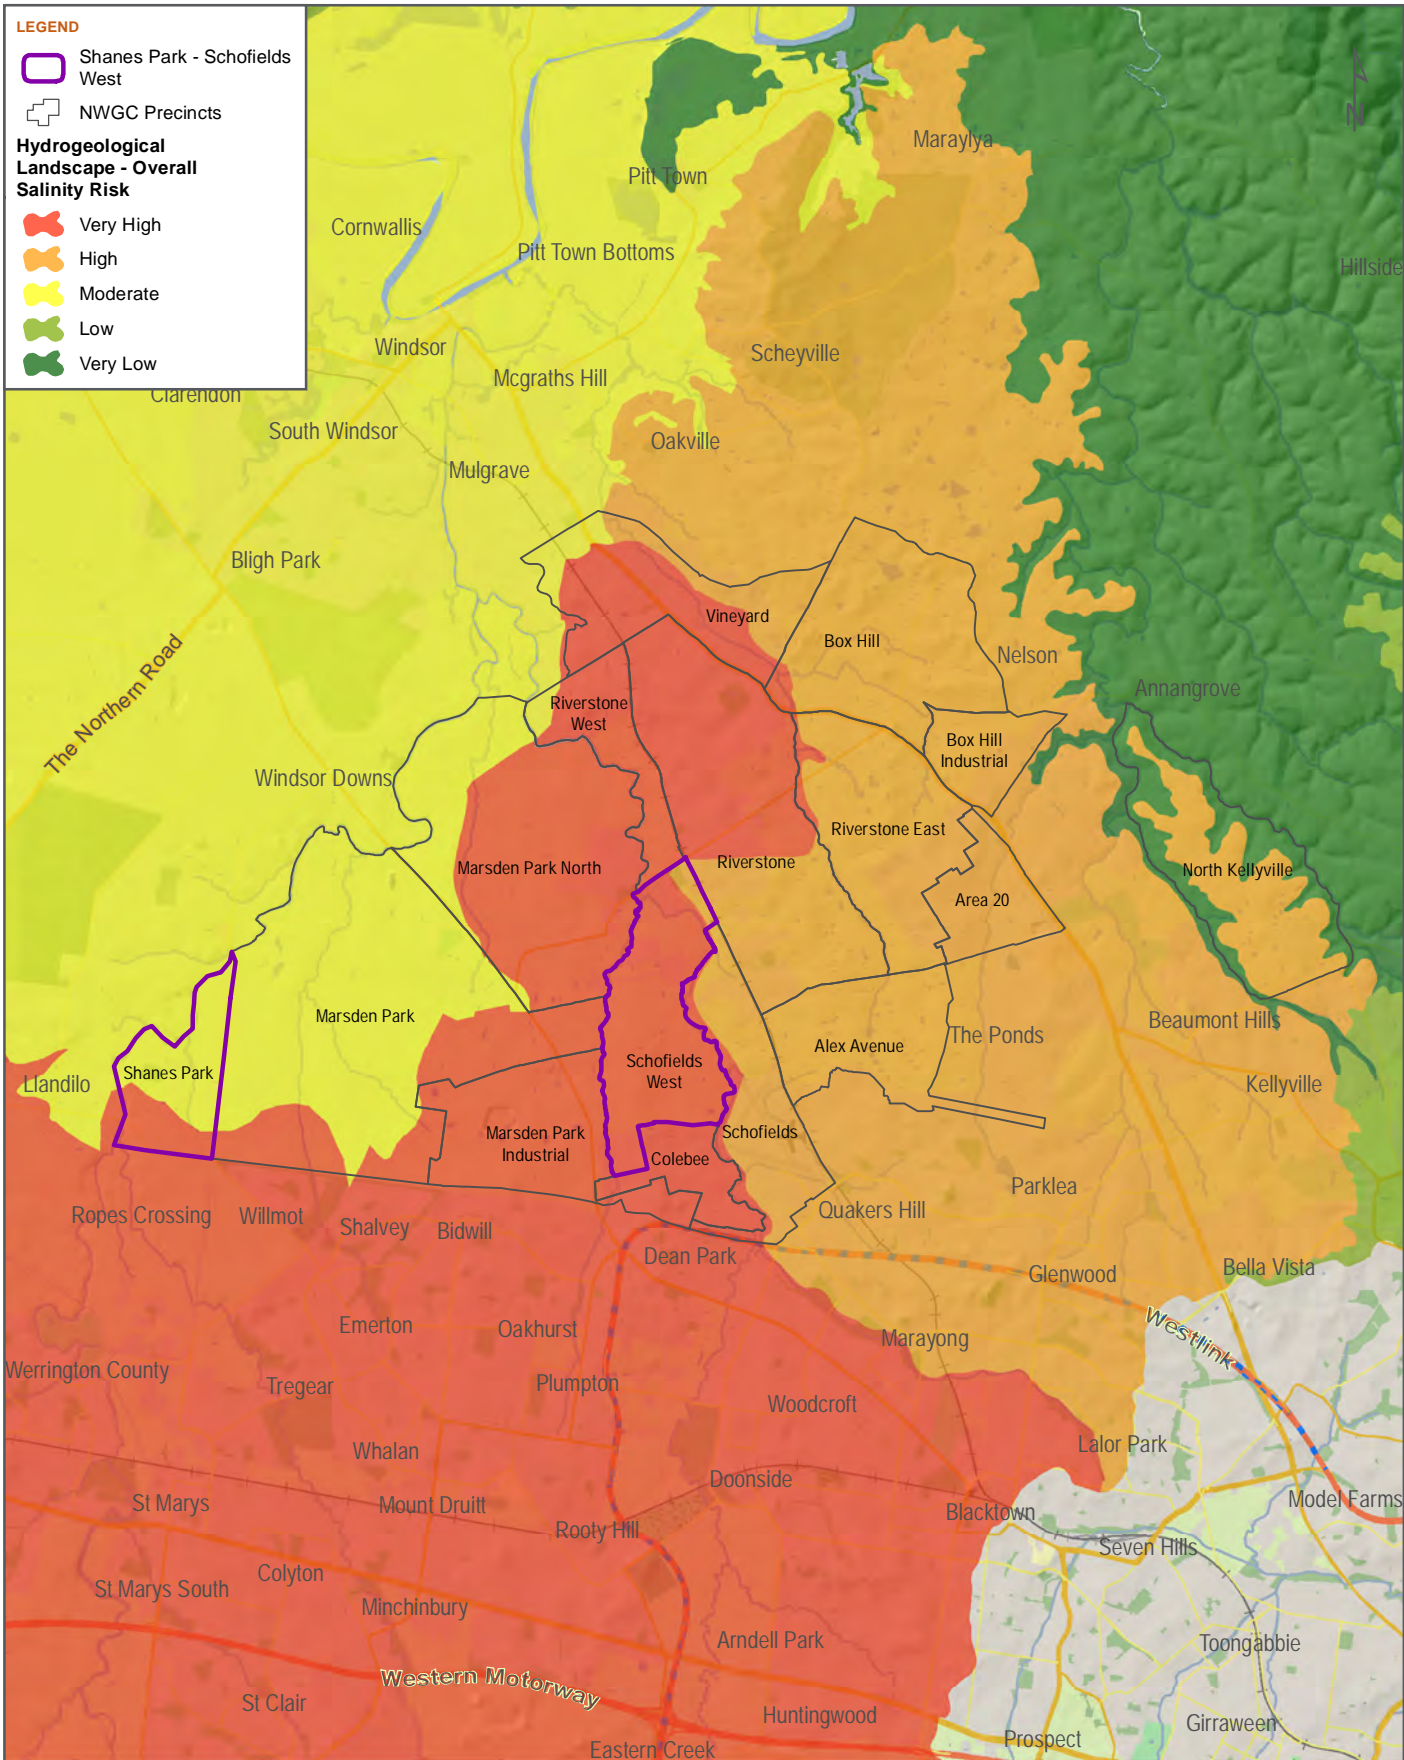 LEGEND
Shanes Park - Schofields
West
NWGC Precincts
Hydrogeological
Landscape - Overall
Salinity Risk
Very High
High
Moderate
Low
Very Low
N
Maraylya
Pitt Town
Cornwallis
Pitt Town Bottoms
Hillside
Windsor
Scheyville
Mcgraths Hill
Clarendon
South Windsor
Oakville
Mulgrave
Bligh Park
Vineyard
Box Hill
Nelson
The Northern Road
Annangrove
Riverstone
West
Box Hill
Industrial
Windsor Downs
Riverstone East
Marsden Park North
Riverstone
North Kellyville
Area 20
Marsden Park
Beaumont Hills
The Ponds
Alex Avenue
Schofields
West
Shanes Park
Llandilo
Kellyville
Marsden Park
Industrial
Schofields
Colebee
Parklea
Ropes Crossing
Willmot
Shalvey
Bidwill
Quakers Hill
Dean Park
Glenwood
Bella Vista
Emerton
Oakhurst
Marayong
Westlink
Werrington County
Tregear
Plumpton
Woodcroft
Whalan
Lalor Park
Doonside
St Marys
Mount Druitt
Rooty Hill
Blacktown
Model Farms
Seven Hills
St Marys South
Colyton
Minchinbury
Arndell Park
Toongabbie
Western Motorway
St Clair
Huntingwood
Girraween
Prospect
Eastern Creek